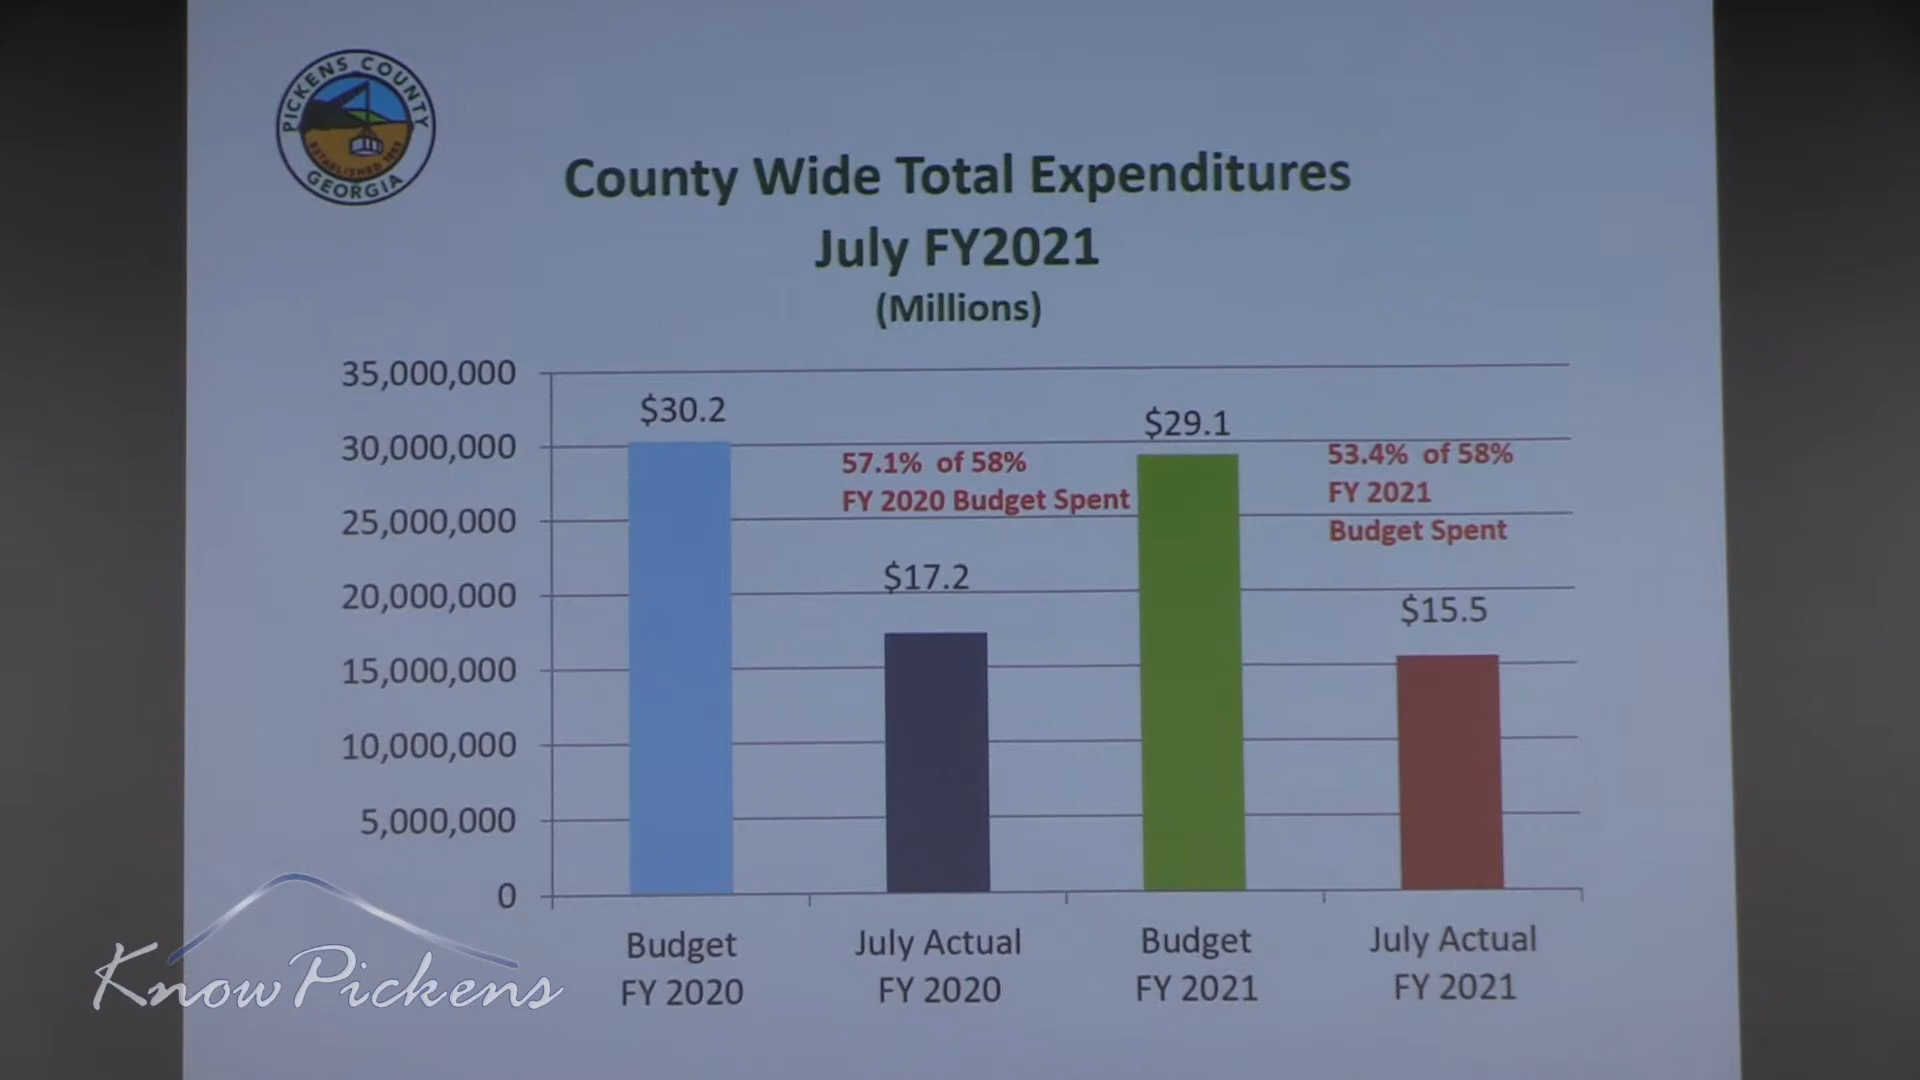 PICKENS COUNTY
ESTABLISHED 1853
GEORGIA
County Wide Total Expenditures
July FY2021
(Millions)
35,000,000
30,000,000
25,000,000
20,000,000
15,000,000
10,000,000
5,000,000
0
$30.2
57.1% of 58%
FY 2020 Budget Spent
$17.2
$29.1
53.4% of 58%
FY 2021
Budget Spent
$15.5
Budget
FY 2020
July Actual
FY 2020
Budget
FY 2021
July Actual
FY 2021
KnowPickens